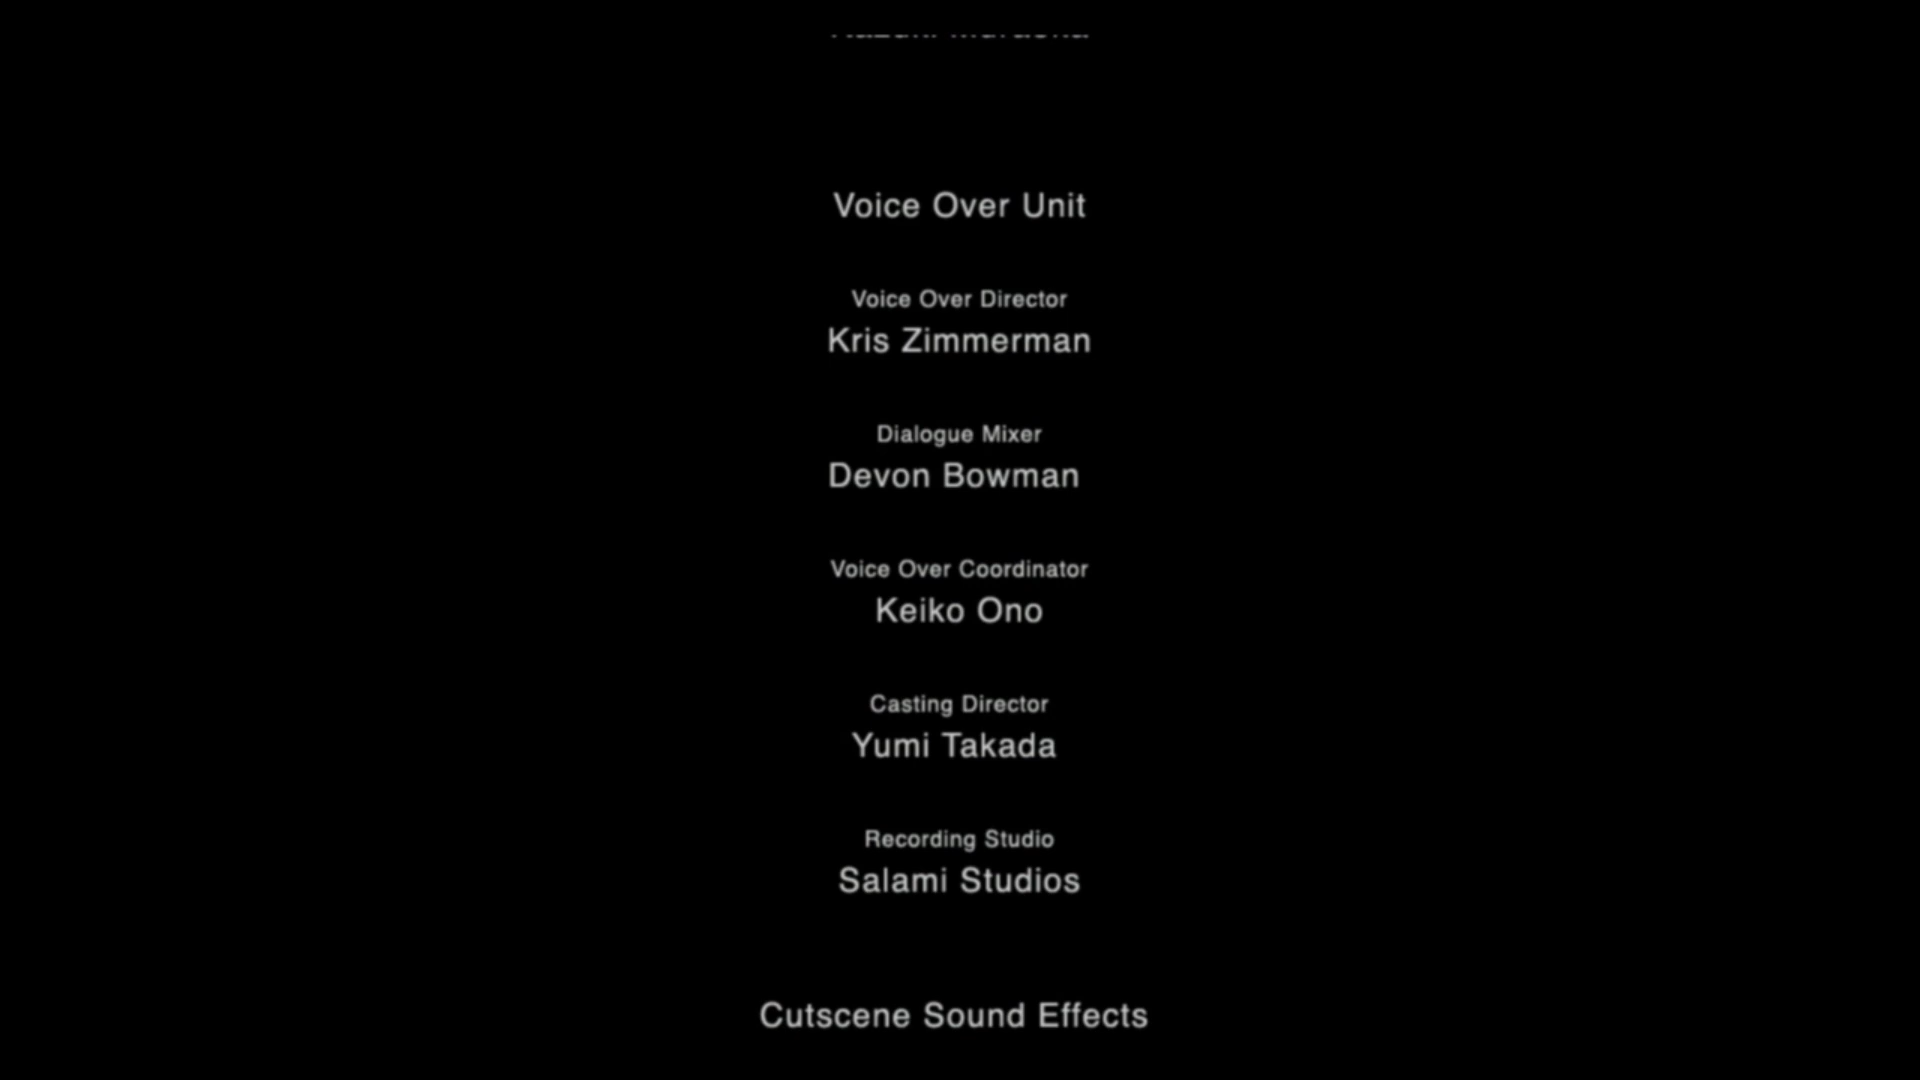 Voice Over Unit
Voice Over Director
Kris Zimmerman
Dialogue Mixer
Devon Bowman
Voice Over Coordinator
Keiko Ono
Casting Director
Yumi Takada
Recording Studio
Salami Studios
Cutscene Sound Effects